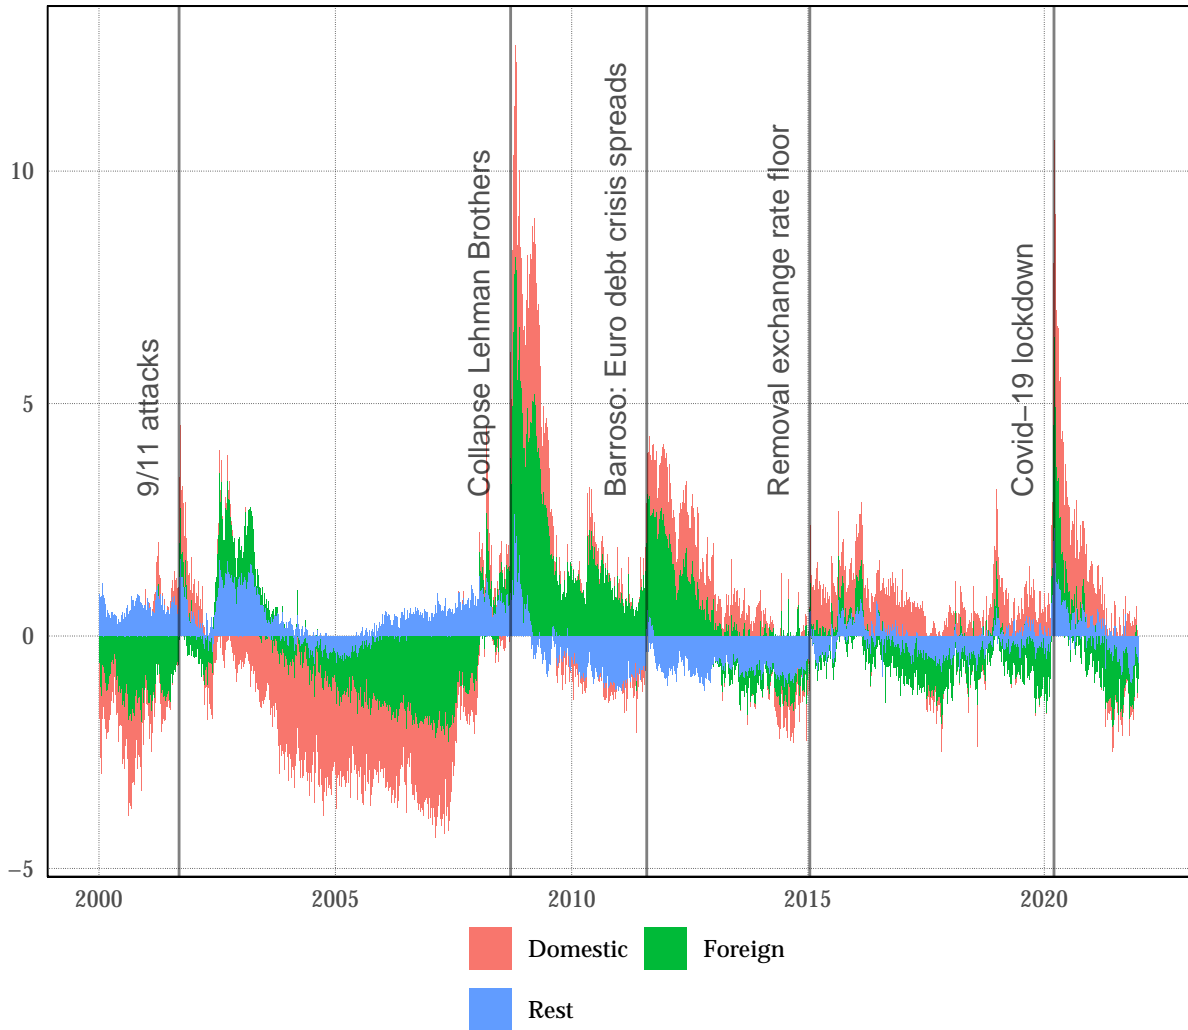 10
5
0
−5
9/11 attacks
Collapse Lehman Brothers
Barroso: Euro debt crisis spreads
Removal exchange rate floor
Covid−19 lockdown
2000
2005
2010
2015
2020
Domestic
Foreign
Rest